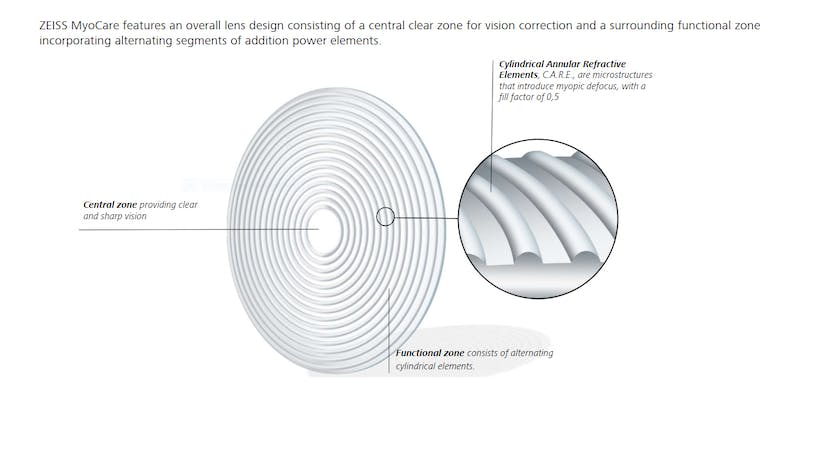 ZEISS MyoCare features an overall lens design consisting of a central clear zone for vision correction and a surrounding functional zone
incorporating alternating segments of addition power elements.
Cylindrical Annular Refractive
Elements, C.A.R.E., are microstructures
that introduce myopic defocus, with a
fill factor of 0,5
Central zone providing clear
and sharp vision
Functional zone consists of alternating
cylindrical elements.